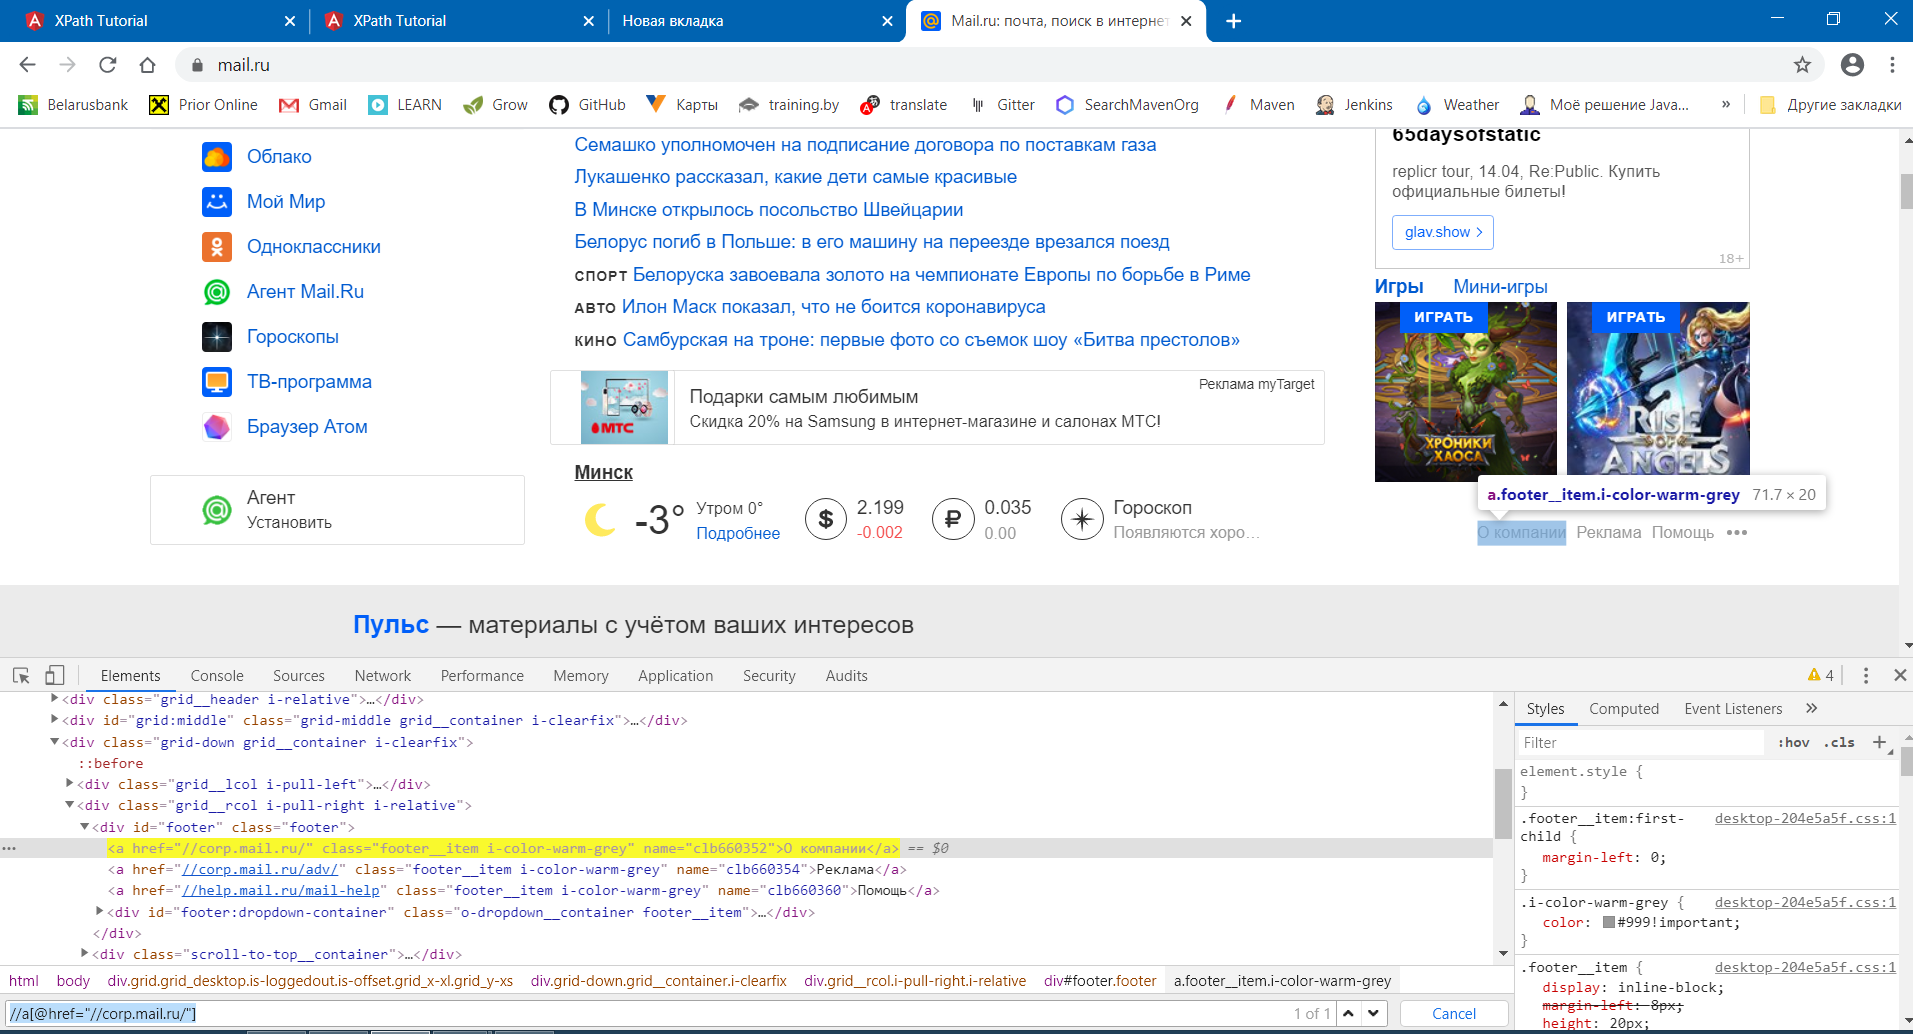 XPath Tutorial
XPath Tutorial
Новая вкладка
Mail.ru: почта, поиск в интернет
mail.ru
Belarusbank
Prior Online
Gmail
LEARN
Grow
GitHub
Карты
training.by
translate
Gitter
SearchMavenOrg
Maven
Jenkins
Weather
Моё решение Java...
»
Другие закладки
Облако
Мой Мир
Одноклассники
Агент Mail.Ru
Гороскопы
ТВ-программа
Браузер Атом
Агент
Установить
Семашко уполномочен на подписание договора по поставкам газа
Лукашенко рассказал, какие дети самые красивые
В Минске открылось посольство Швейцарии
Белорус погиб в Польше: в его машину на переезде врезался поезд
СПОРТ Белоруска завоевала золото на чемпионате Европы по борьбе в Риме
АВТО Илон Маск показал, что не боится коронавируса
КИНО Самбурская на троне: первые фото со съемок шоу «Битва престолов»
МТС
Подарки самым любимым
Скидка 20% на Samsung в интернет-магазине и салонах МТС!
Реклама myTarget
Минск
-3°
Утром 0°
Подробнее
$
2.199
-0.002
₽
0.035
0.00
Гороскоп
Появляются хоро...
65daysofstatic
replicr tour, 14.04, Re:Public. Купить
официальные билеты!
glav.show
18+
Игры
Мини-игры
ИГРАТЬ
ХРОНИКИ
ХАОСА
ИГРАТЬ
RISE
OF
ANGELS
a.footer__item.i-color-warm-grey 71.7 × 20
О компании Реклама Помощь •••
Пульс — материалы с учётом ваших интересов
Elements
Console
Sources
Network
Performance
Memory
Application
Security
Audits
4
<div class="grid__header i-relative">…</div>
<div id="grid:middle" class="grid-middle grid__container i-clearfix">…</div>
<div class="grid-down grid__container i-clearfix">
::before
<div class="grid__lcol i-pull-left">…</div>
<div class="grid__rcol i-pull-right i-relative">
<div id="footer" class="footer">
<a href="//corp.mail.ru/" class="footer__item i-color-warm-grey" name="clb660352">О компании</a> == $0
<a href="//corp.mail.ru/adv/" class="footer__item i-color-warm-grey" name="clb660354">Реклама</a>
<a href="//help.mail.ru/mail-help" class="footer__item i-color-warm-grey" name="clb660360">Помощь</a>
<div id="footer:dropdown-container" class="o-dropdown__container footer__item">…</div>
</div>
<div class="scroll-to-top__container">…</div>
html
body
div.grid.grid_desktop.is-loggedout.is-offset.grid_x-xl.grid_y-xs
div.grid-down.grid__container.i-clearfix
div.grid__rcol.i-pull-right.i-relative
div#footer.footer
a.footer__item.i-color-warm-grey
//a[@href="//corp.mail.ru/"]
1 of 1
Cancel
Styles
Computed
Event Listeners
»
Filter
:hov
.cls
+
element.style {
}
.footer__item:first-
child {
desktop-204e5a5f.css:1
margin-left: 0;
}
.i-color-warm-grey {
desktop-204e5a5f.css:1
color: #999!important;
}
.footer__item {
desktop-204e5a5f.css:1
display: inline-block;
margin-left: 8px;
height: 20px;